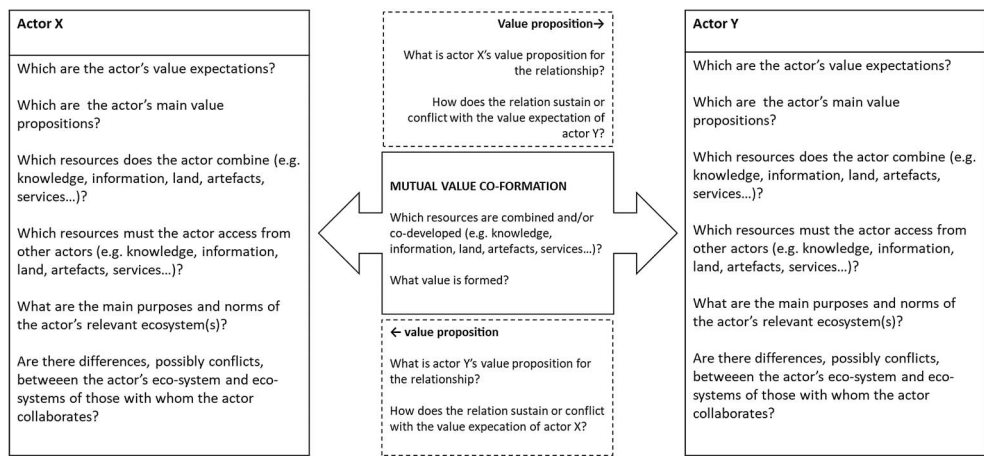 Actor X
Which are the actor's value expectations?
Which are the actor's main value
propositions?
Which resources does the actor combine (e.g.
knowledge, information, land, artefacts,
services...)?
Which resources must the actor access from
other actors (e.g. knowledge, information,
land, artefacts, services...)?
What are the main purposes and norms of
the actor's relevant ecosystem(s)?
Are there differences, possibly conflicts,
betweeen the actor's eco-system and eco-
systems of those with whom the actor
collaborates?
Value proposition→
What is actor X's value proposition for
the relationship?
How does the relation sustain or
conflict with the value expectation of
actor Y?
MUTUAL VALUE CO-FORMATION
Which resources are combined and/or
co-developed (e.g. knowledge,
information, land, artefacts, services...)?
What value is formed?
← value proposition
What is actor Y's value proposition for
the relationship?
How does the relation sustain or conflict
with the value expecation of actor X?
Actor Y
Which are the actor's value expectations?
Which are the actor's main value
propositions?
Which resources does the actor combine (e.g.
knowledge, information, land, artefacts,
services...)?
Which resources must the actor access from
other actors (e.g. knowledge, information,
land, artefacts, services...)?
What are the main purposes and norms of
the actor's relevant ecosystem(s)?
Are there differences, possibly conflicts,
betweeen the actor's eco-system and eco-
systems of those with whom the actor
collaborates?